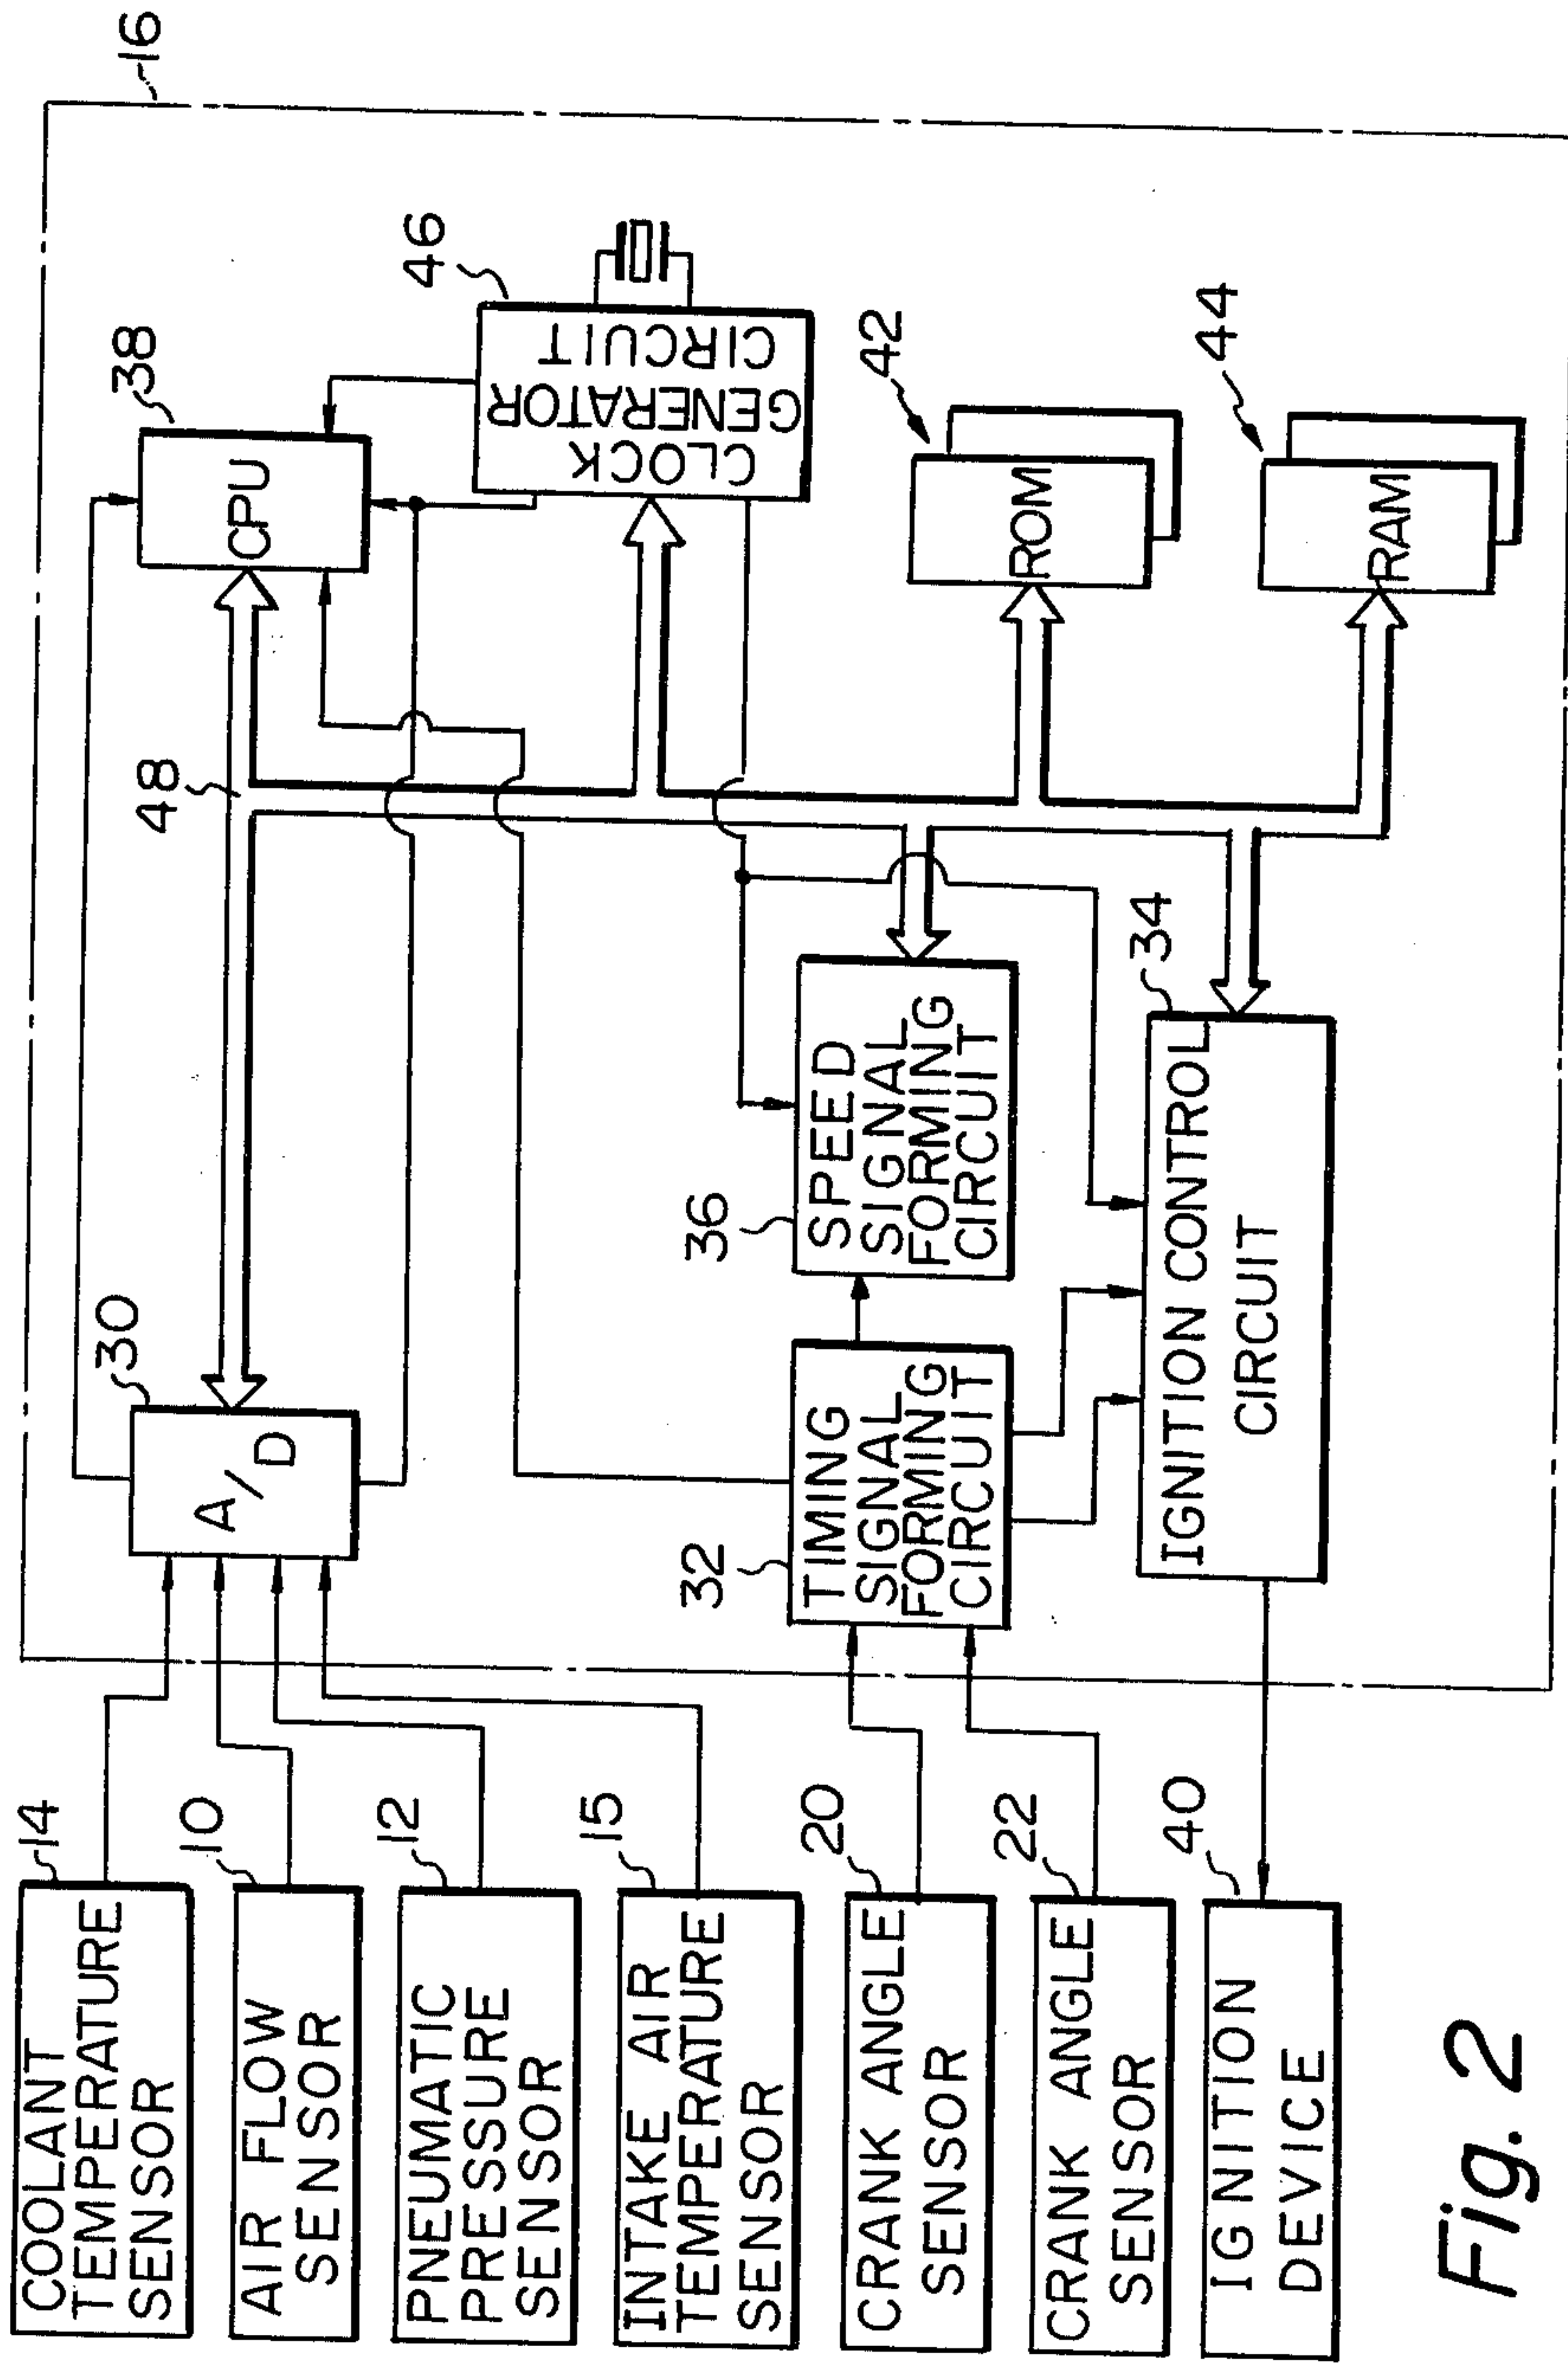 16
COOLANT
TEMPERATURE
SENSOR
14
AIR FLOW
SENSOR
10
PNEUMATIC
PRESSURE
SENSOR
12
INTAKE AIR
TEMPERATURE
SENSOR
15
CRANK ANGLE
SENSOR
20
CRANK ANGLE
SENSOR
22
IGNITION
DEVICE
40
A/D
30
48
CPU
38
CLOCK
GENERATOR
CIRCUIT
46
TIMING
SIGNAL
FORMING
CIRCUIT
32
SPEED
SIGNAL
FORMING
CIRCUIT
36
IGNITION CONTROL
CIRCUIT
34
ROM
42
RAM
44
Fig. 2